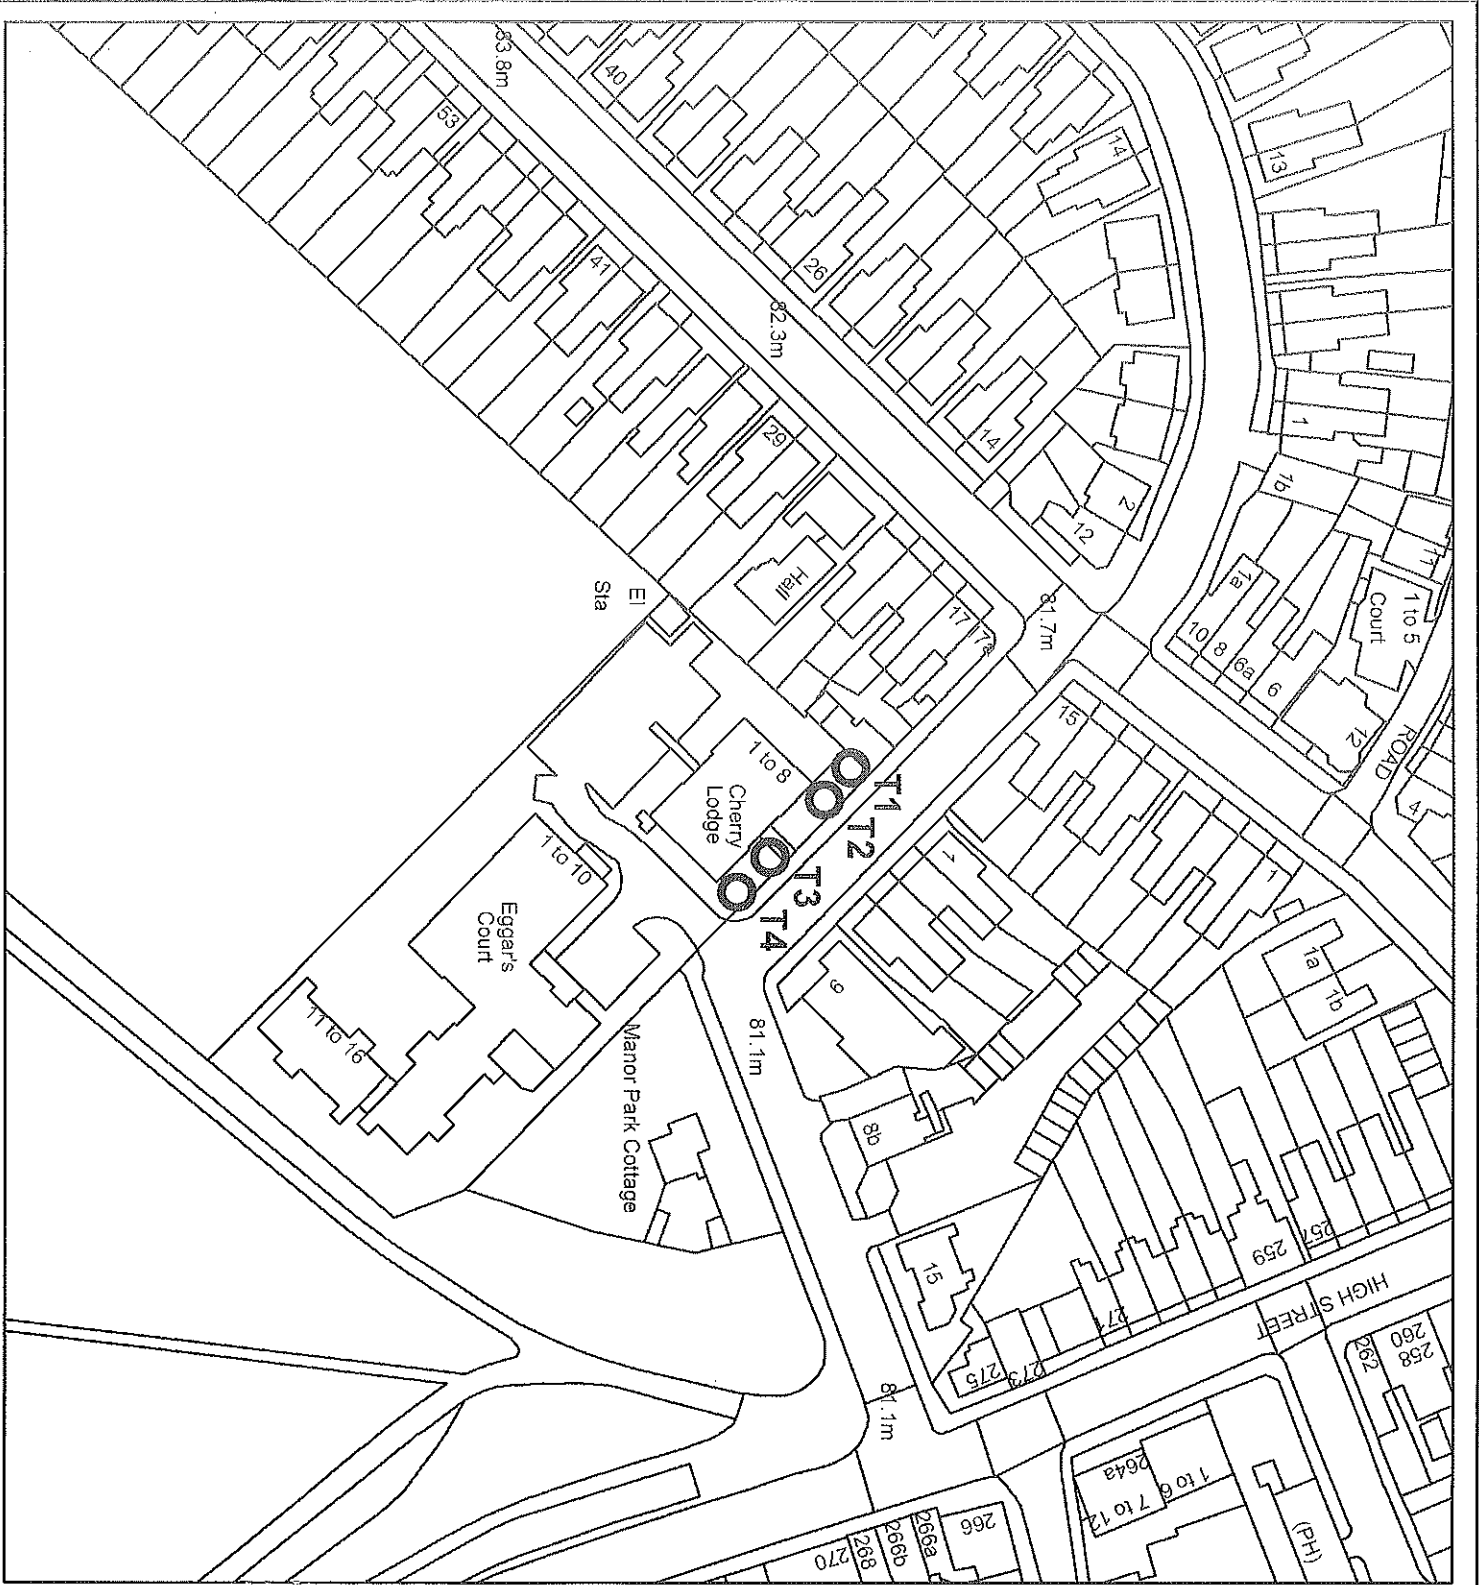 83.8m
40
53
14
13
41
26
82.3m
14
29
1
2
12
1b
11
1 to 5
Court
1a
10
8
6a
6
12
ROAD
4
Hall
El
Sta
17
17a
81.7m
15
1 to 8
Cherry
Lodge
T1
T2
T3
T4
1
1
1a
1b
9
8b
81.1m
1 to 10
Eggar's
Court
11 to 16
Manor Park Cottage
15
257
259
271
273
275
HIGH STREET
81.1m
258
260
262
264a
1 to 6
7 to 12
(PH)
266
266a
266b
268
270